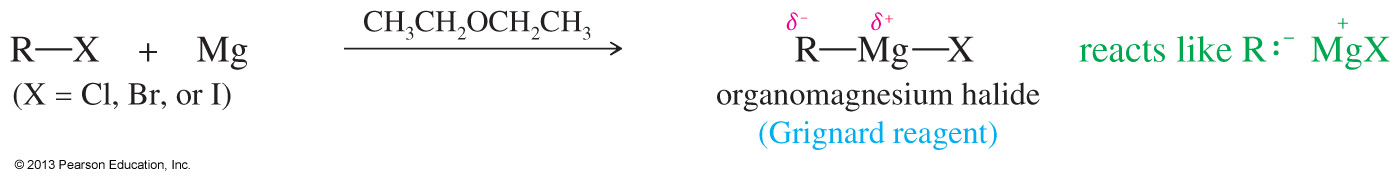 CH₃CH₂OCH₂CH₃
R—X + Mg ⟶ δ⁻ δ⁺ R—Mg—X reacts like R:⁻ ⁺MgX
(X = Cl, Br, or I) organomagnesium halide
(Grignard reagent)
© 2013 Pearson Education, Inc.